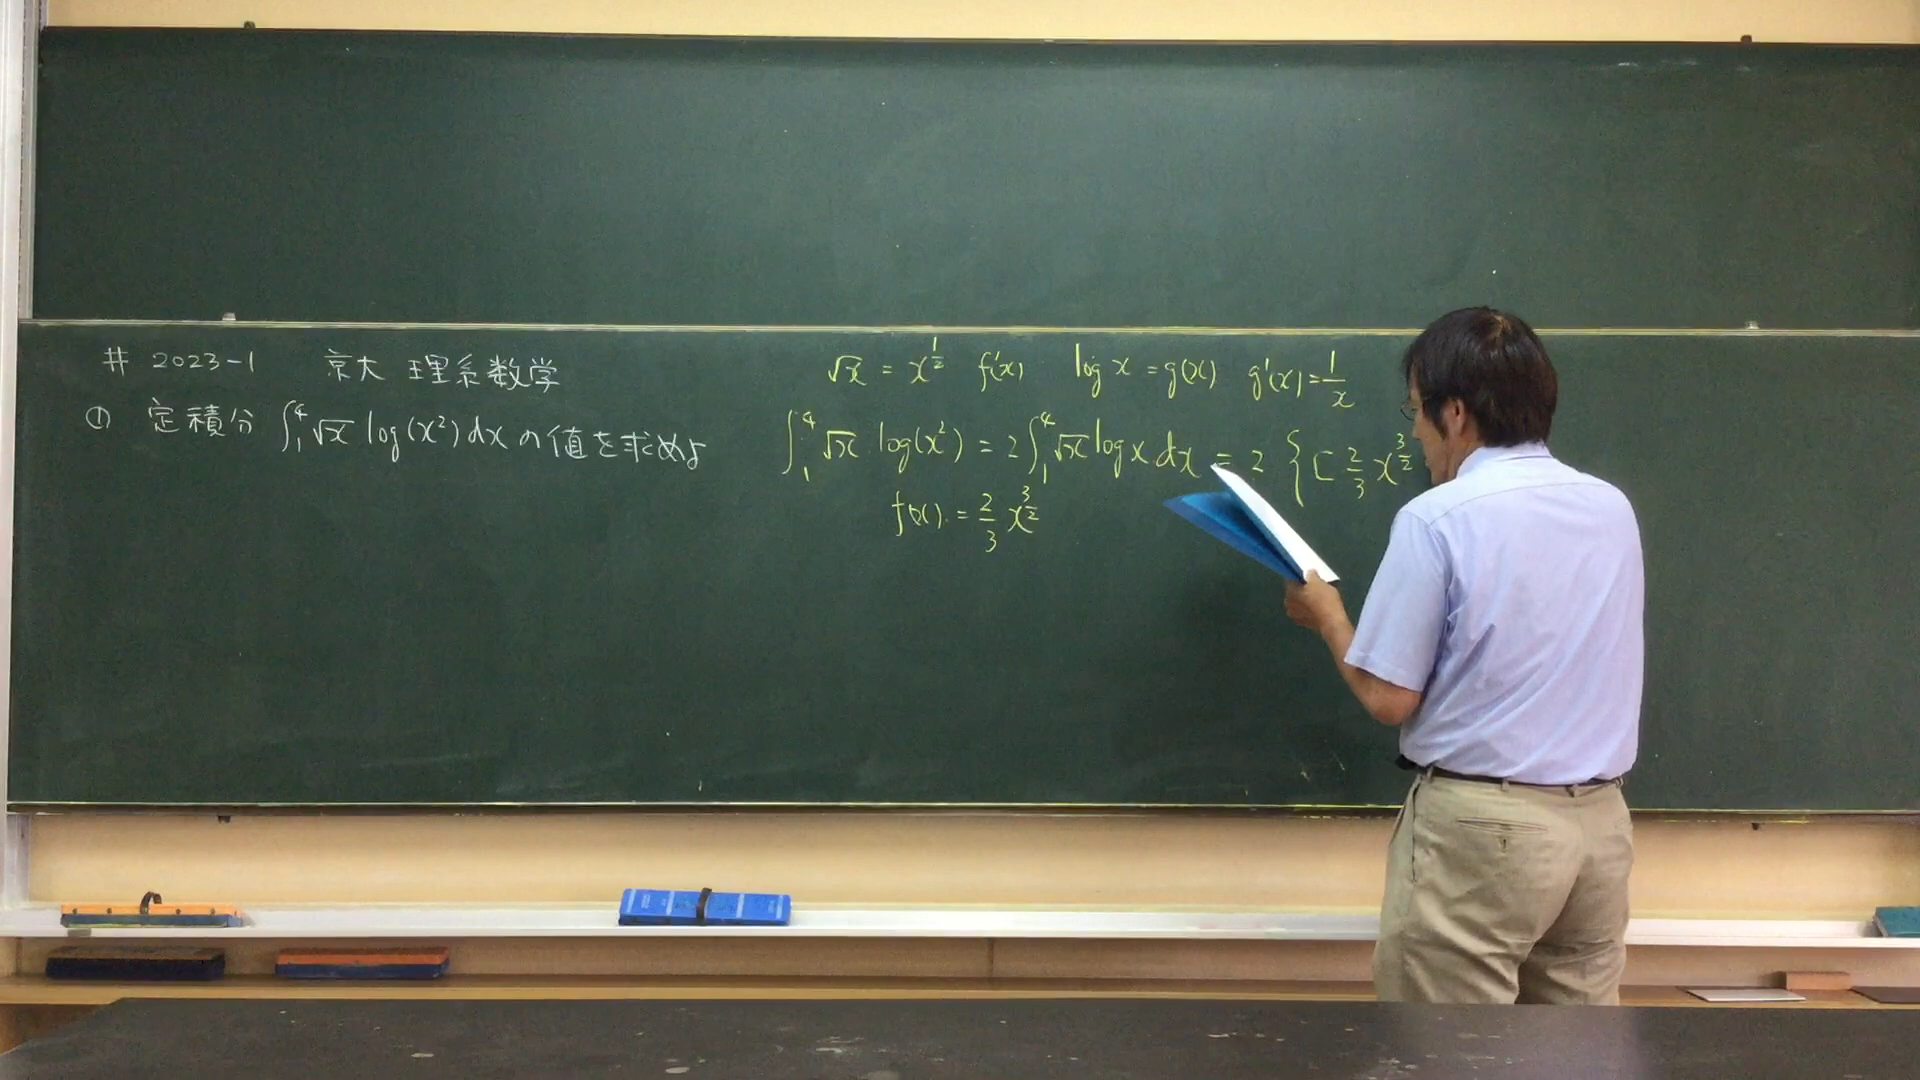 # 2023-1 京大 理系数学
① 定積分 ∫₁⁴ √x log(x²) dx の値を求めよ
√x = x^{1/2} f'(x) log x = g(x) g'(x) = 1/x
∫₁⁴ √x log(x²) = 2∫₁⁴ √x log x dx = 2 { [ 2/3 x^{3/2}
f(x) = 2/3 x^{3/2}